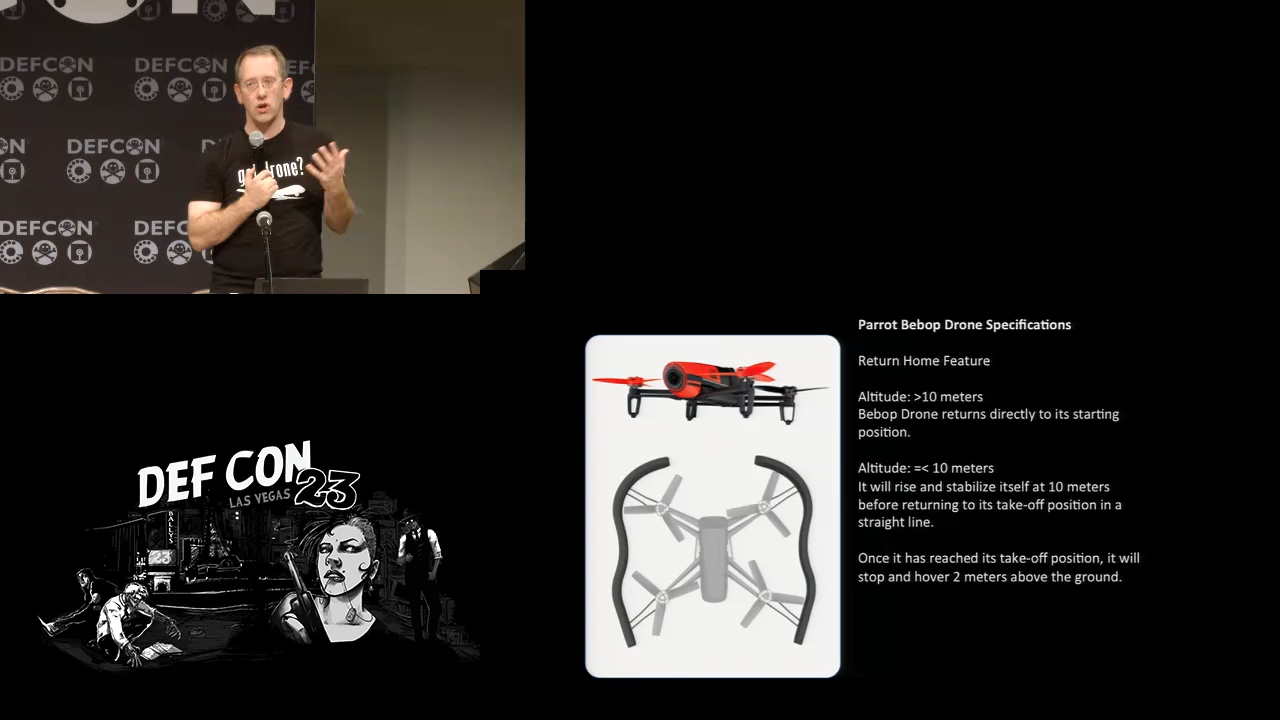 DEFCON
DEFCON
DEFCON
DEFCON
DEFCON
got drone?
Parrot Bebop Drone Specifications
Return Home Feature
Altitude: >10 meters
Bebop Drone returns directly to its starting
position.
Altitude: =< 10 meters
It will rise and stabilize itself at 10 meters
before returning to its take-off position in a
straight line.
Once it has reached its take-off position, it will
stop and hover 2 meters above the ground.
DEF CON 23
LAS VEGAS
BALLY'S